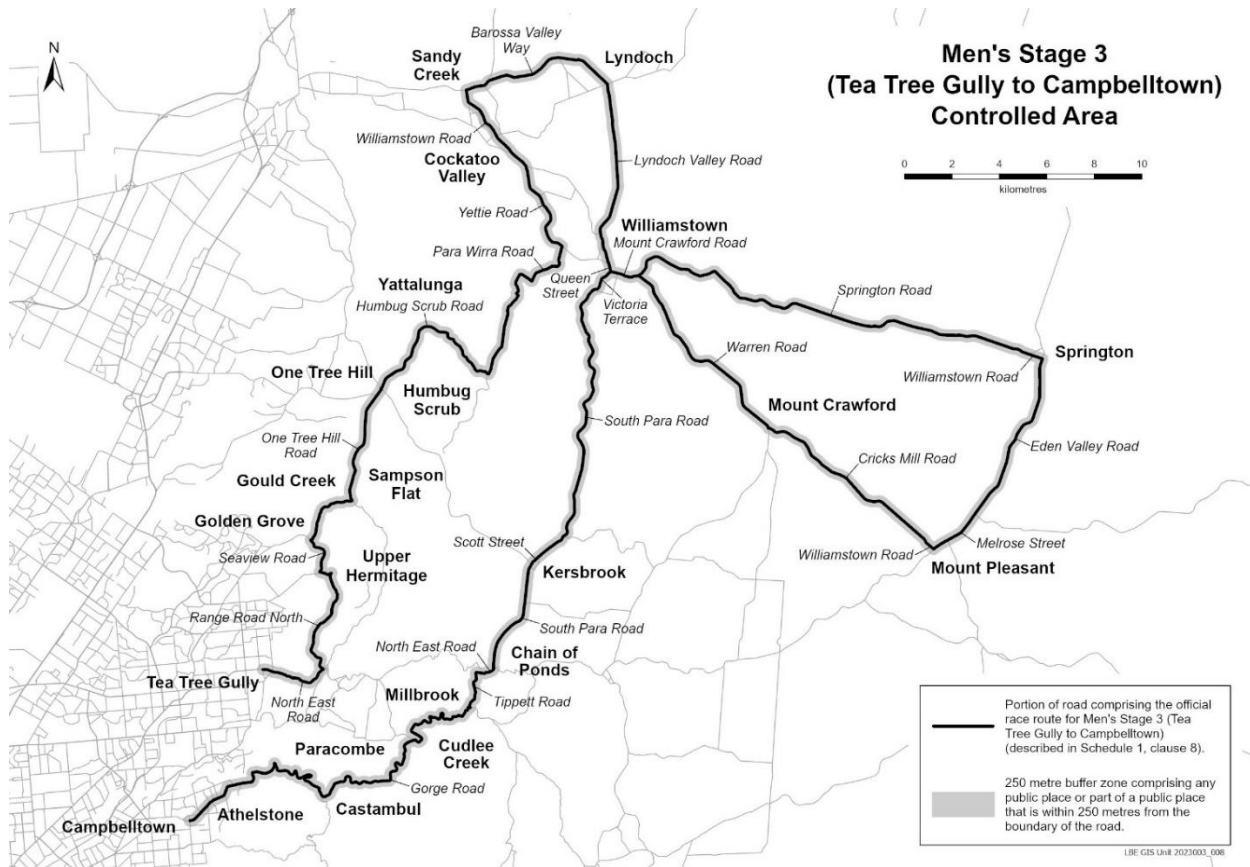 Men's Stage 3
(Tea Tree Gully to Campbelltown)
Controlled Area
0 2 4 6 8 10
kilometres
N
Barossa Valley
Way
Sandy
Creek
Lyndoch
Williamstown Road
Cockatoo
Valley
Lyndoch Valley Road
Yettie Road
Williamstown
Mount Crawford Road
Para Wirra Road
Queen
Street
Yattalunga
Humbug Scrub Road
Victoria
Terrace
Springton Road
Warren Road
Springton
Williamstown Road
One Tree Hill
Humbug
Scrub
Mount Crawford
South Para Road
One Tree Hill
Road
Eden Valley Road
Cricks Mill Road
Gould Creek
Sampson
Flat
Golden Grove
Seaview Road
Upper
Hermitage
Scott Street
Kersbrook
Williamstown Road
Melrose Street
Mount Pleasant
Range Road North
South Para Road
North East Road
Chain of
Ponds
Tea Tree Gully
North East
Road
Millbrook
Tippett Road
Paracombe
Cudlee
Creek
Gorge Road
Castambul
Athelstone
Campbelltown
Portion of road comprising the official
race route for Men's Stage 3 (Tea
Tree Gully to Campbelltown)
(described in Schedule 1, clause 8).
250 metre buffer zone comprising any
public place or part of a public place
that is within 250 metres from the
boundary of the road.
LBE GIS Unit 2023003_008